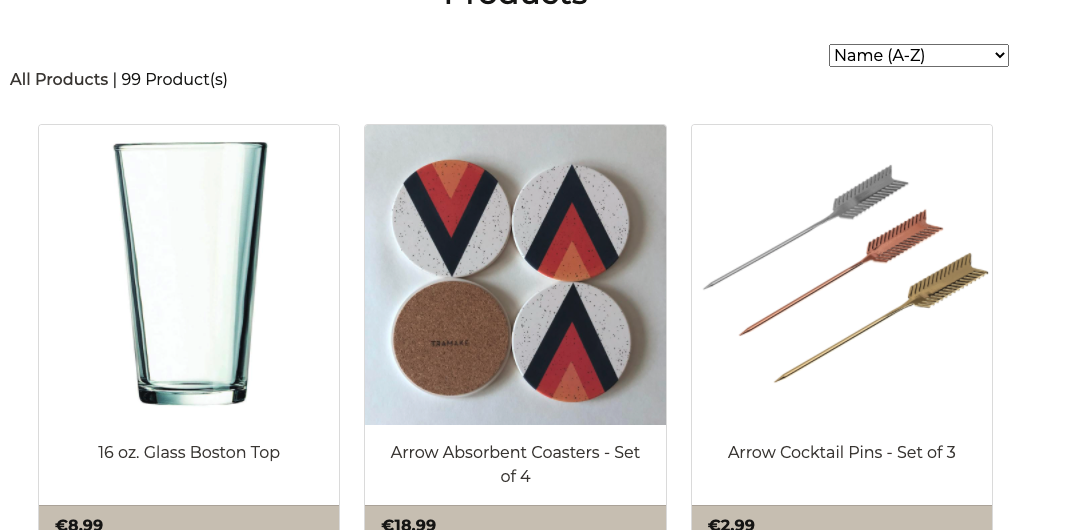 Products
Name (A-Z)
All Products | 99 Product(s)
16 oz. Glass Boston Top
Arrow Absorbent Coasters - Set
of 4
Arrow Cocktail Pins - Set of 3
€8.99
€18.99
€2.99